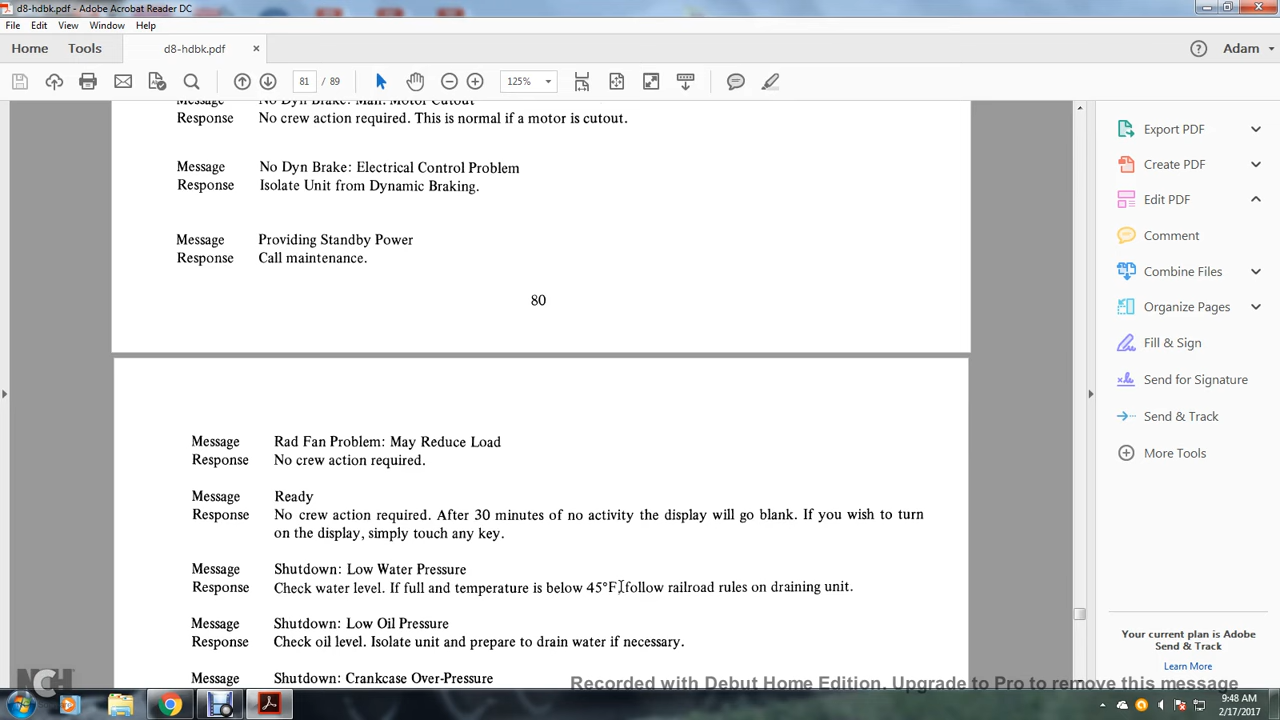 d8-hdbk.pdf - Adobe Acrobat Reader DC
File Edit View Window Help
Home Tools d8-hdbk.pdf × Adam
81 / 89 125%
Message No Dyn Brake: Man. Motor Cutout
Response No crew action required. This is normal if a motor is cutout.
Message No Dyn Brake: Electrical Control Problem
Response Isolate Unit from Dynamic Braking.
Message Providing Standby Power
Response Call maintenance.
80
Message Rad Fan Problem: May Reduce Load
Response No crew action required.
Message Ready
Response No crew action required. After 30 minutes of no activity the display will go blank. If you wish to turn
on the display, simply touch any key.
Message Shutdown: Low Water Pressure
Response Check water level. If full and temperature is below 45°F, follow railroad rules on draining unit.
Message Shutdown: Low Oil Pressure
Response Check oil level. Isolate unit and prepare to drain water if necessary.
Message Shutdown: Crankcase Over-Pressure
Export PDF
Create PDF
Edit PDF
Comment
Combine Files
Organize Pages
Fill & Sign
Send for Signature
Send & Track
More Tools
Your current plan is Adobe
Send & Track
Learn More
NCH
Recorded with Debut Home Edition. Upgrade to Pro to remove this message
9:48 AM
2/17/2017